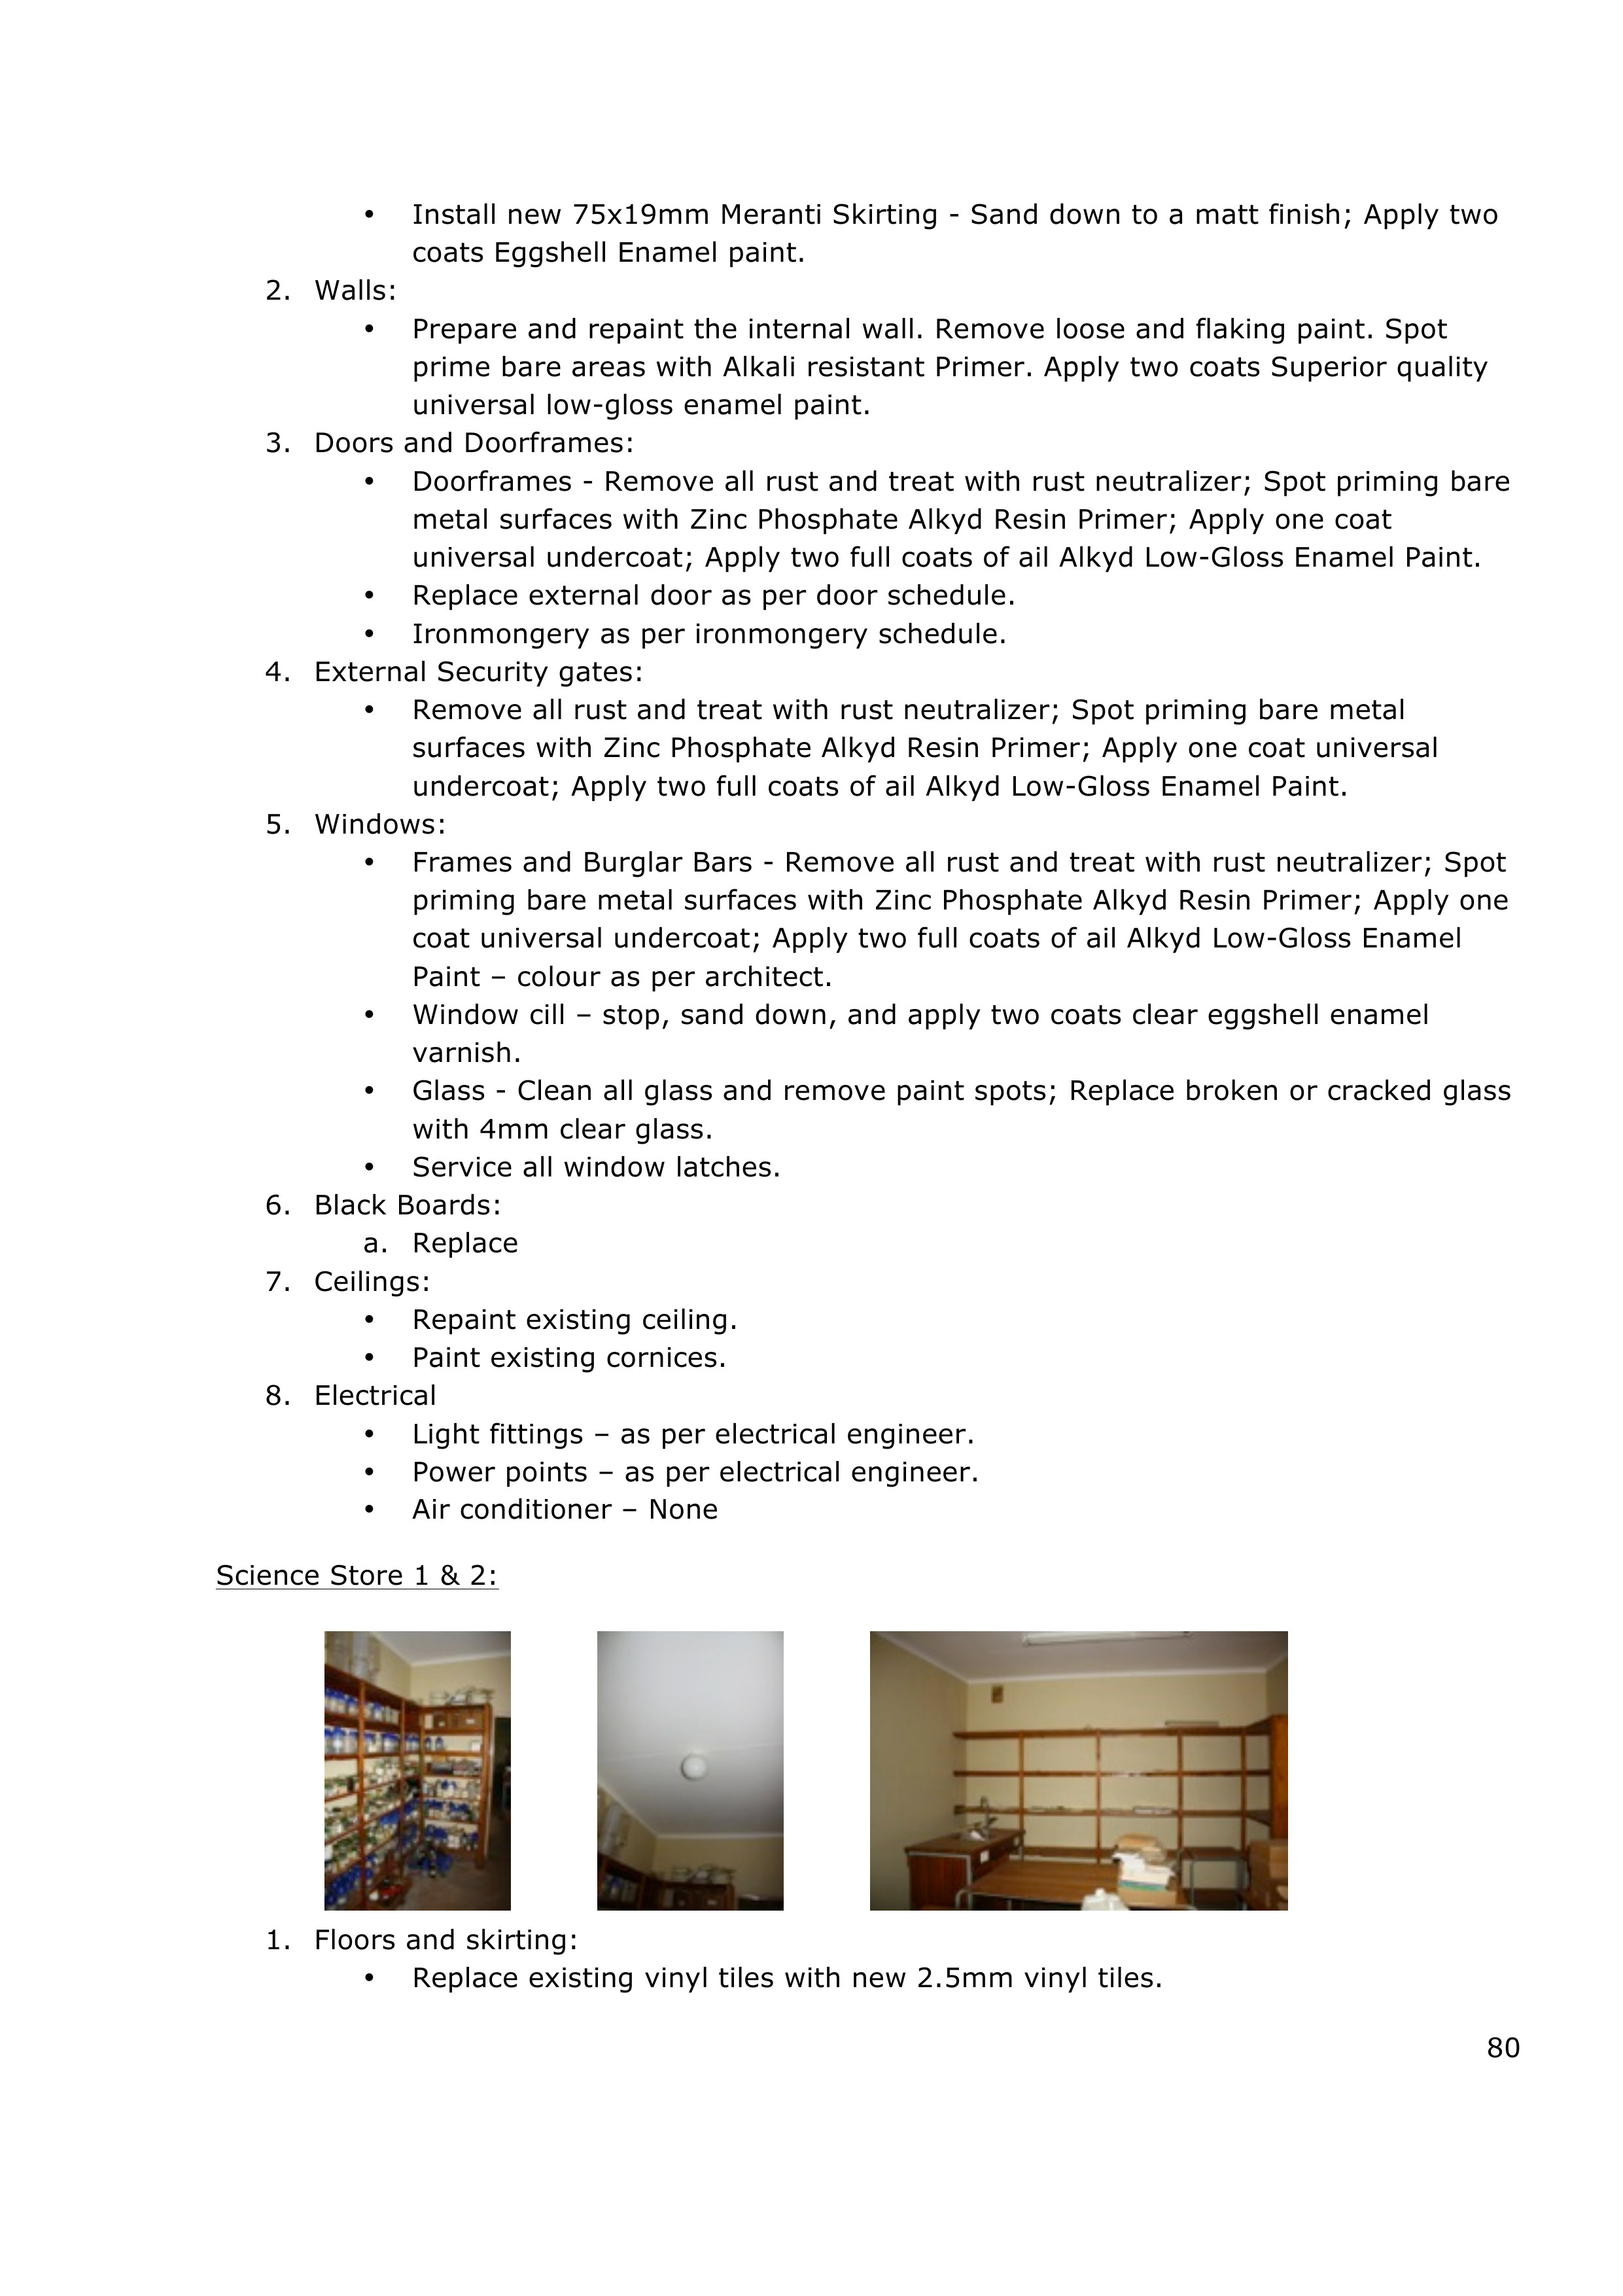 • Install new 75x19mm Meranti Skirting - Sand down to a matt finish; Apply two
coats Eggshell Enamel paint.
2. Walls:
• Prepare and repaint the internal wall. Remove loose and flaking paint. Spot
prime bare areas with Alkali resistant Primer. Apply two coats Superior quality
universal low-gloss enamel paint.
3. Doors and Doorframes:
• Doorframes - Remove all rust and treat with rust neutralizer; Spot priming bare
metal surfaces with Zinc Phosphate Alkyd Resin Primer; Apply one coat
universal undercoat; Apply two full coats of ail Alkyd Low-Gloss Enamel Paint.
• Replace external door as per door schedule.
• Ironmongery as per ironmongery schedule.
4. External Security gates:
• Remove all rust and treat with rust neutralizer; Spot priming bare metal
surfaces with Zinc Phosphate Alkyd Resin Primer; Apply one coat universal
undercoat; Apply two full coats of ail Alkyd Low-Gloss Enamel Paint.
5. Windows:
• Frames and Burglar Bars - Remove all rust and treat with rust neutralizer; Spot
priming bare metal surfaces with Zinc Phosphate Alkyd Resin Primer; Apply one
coat universal undercoat; Apply two full coats of ail Alkyd Low-Gloss Enamel
Paint – colour as per architect.
• Window cill – stop, sand down, and apply two coats clear eggshell enamel
varnish.
• Glass - Clean all glass and remove paint spots; Replace broken or cracked glass
with 4mm clear glass.
• Service all window latches.
6. Black Boards:
a. Replace
7. Ceilings:
• Repaint existing ceiling.
• Paint existing cornices.
8. Electrical
• Light fittings – as per electrical engineer.
• Power points – as per electrical engineer.
• Air conditioner – None
Science Store 1 & 2:
1. Floors and skirting:
• Replace existing vinyl tiles with new 2.5mm vinyl tiles.
80